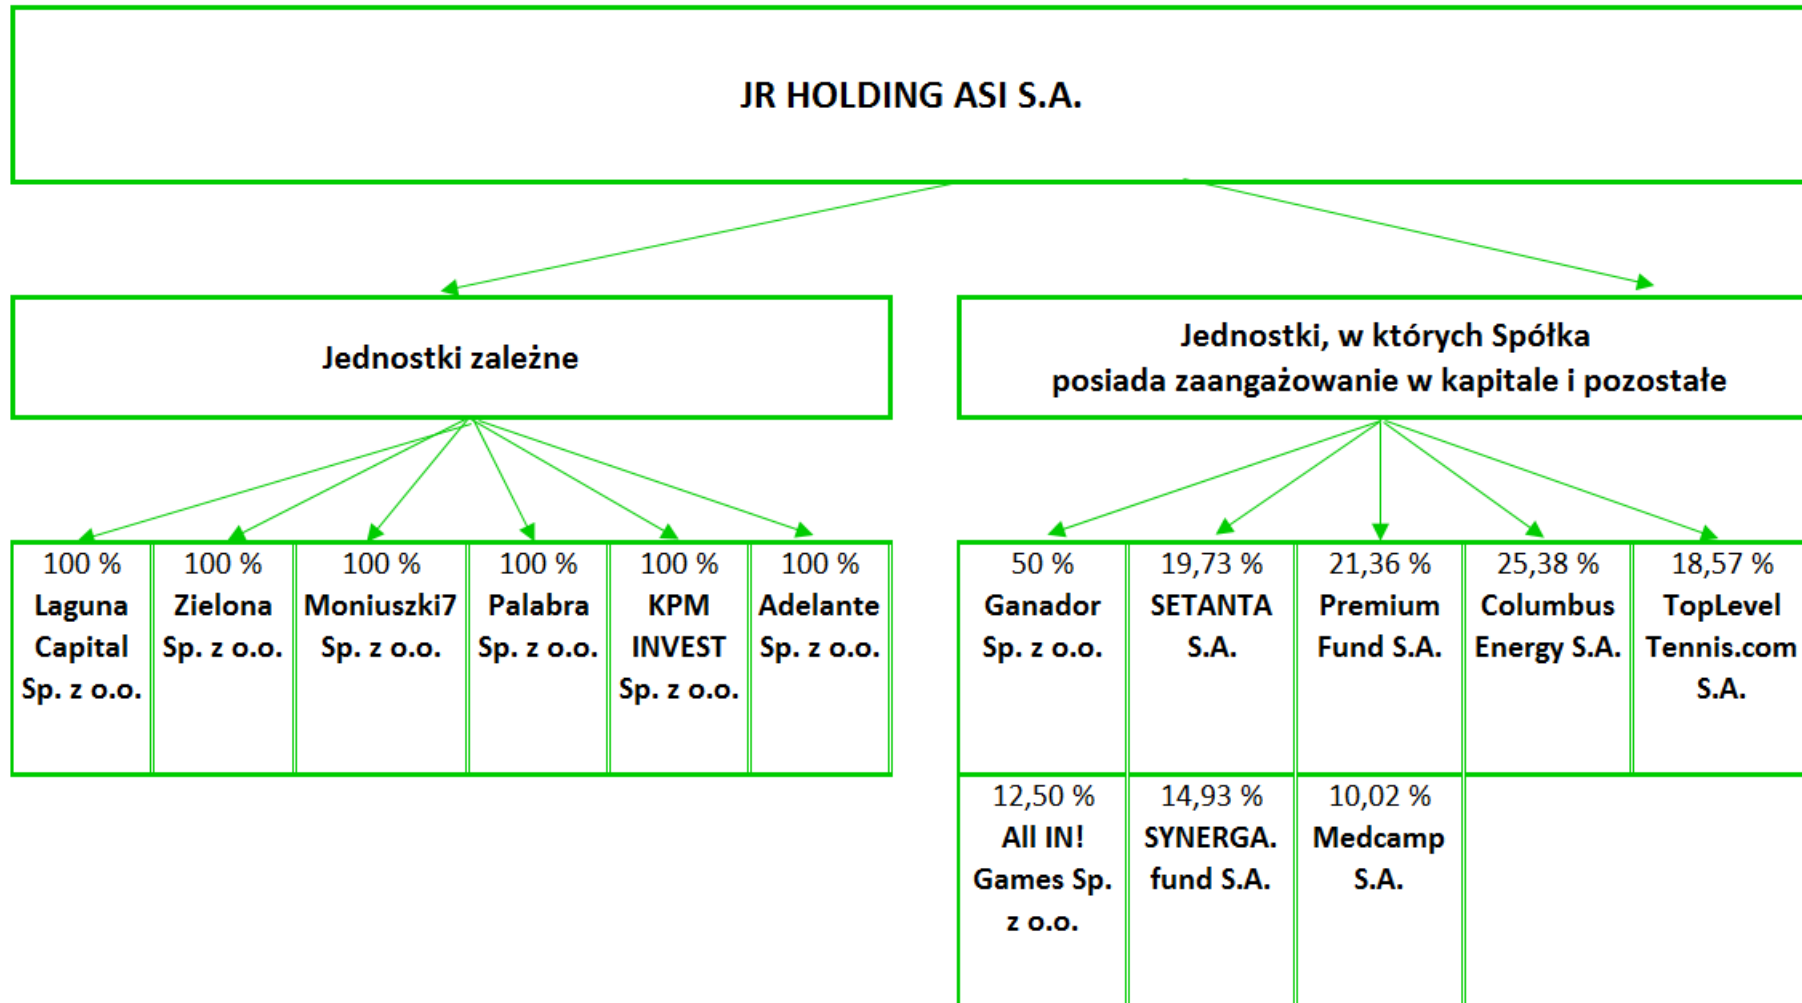 JR HOLDING ASI S.A.
Jednostki zależne
Jednostki, w których Spółka
posiada zaangażowanie w kapitale i pozostałe
100 %
Laguna
Capital
Sp. z o.o.
100 %
Zielona
Sp. z o.o.
100 %
Moniuszki7
Sp. z o.o.
100 %
Palabra
Sp. z o.o.
100 %
KPM
INVEST
Sp. z o.o.
100 %
Adelante
Sp. z o.o.
50 %
Ganador
Sp. z o.o.
19,73 %
SETANTA
S.A.
21,36 %
Premium
Fund S.A.
25,38 %
Columbus
Energy S.A.
18,57 %
TopLevel
Tennis.com
S.A.
12,50 %
All IN!
Games Sp.
z o.o.
14,93 %
SYNERGA.
fund S.A.
10,02 %
Medcamp
S.A.